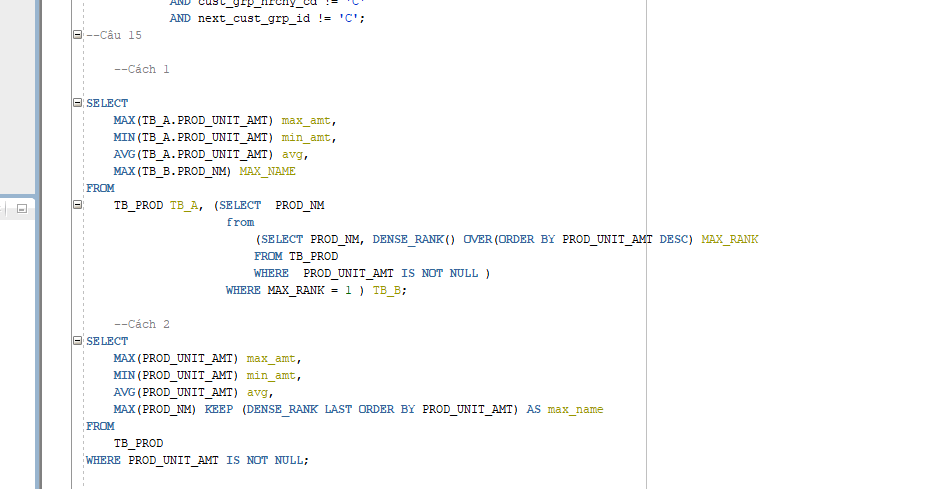 AND cust_grp_hrchy_cd != 'C'
AND next_cust_grp_id != 'C';
--Câu 15
--Cách 1
SELECT
MAX(TB_A.PROD_UNIT_AMT) max_amt,
MIN(TB_A.PROD_UNIT_AMT) min_amt,
AVG(TB_A.PROD_UNIT_AMT) avg,
MAX(TB_B.PROD_NM) MAX_NAME
FROM
TB_PROD TB_A, (SELECT  PROD_NM
from
(SELECT PROD_NM, DENSE_RANK() OVER(ORDER BY PROD_UNIT_AMT DESC) MAX_RANK
FROM TB_PROD
WHERE  PROD_UNIT_AMT IS NOT NULL )
WHERE MAX_RANK = 1 ) TB_B;
--Cách 2
SELECT
MAX(PROD_UNIT_AMT) max_amt,
MIN(PROD_UNIT_AMT) min_amt,
AVG(PROD_UNIT_AMT) avg,
MAX(PROD_NM) KEEP (DENSE_RANK LAST ORDER BY PROD_UNIT_AMT) AS max_name
FROM
TB_PROD
WHERE PROD_UNIT_AMT IS NOT NULL;